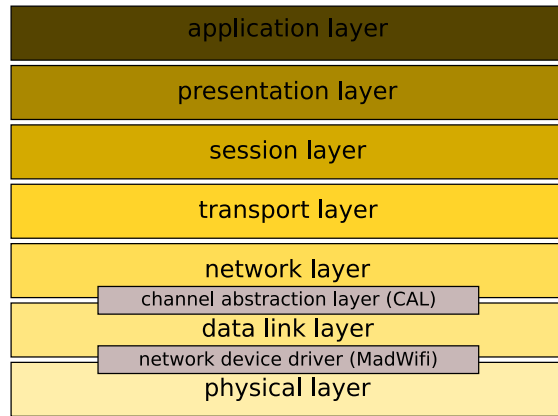 application layer
presentation layer
session layer
transport layer
network layer
channel abstraction layer (CAL)
data link layer
network device driver (MadWifi)
physical layer